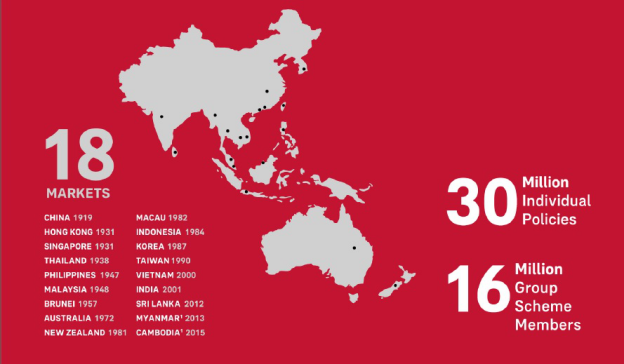 18
MARKETS
CHINA 1919
HONG KONG 1931
SINGAPORE 1931
THAILAND 1938
PHILIPPINES 1947
MALAYSIA 1948
BRUNEI 1957
AUSTRALIA 1972
NEW ZEALAND 1981
MACAU 1982
INDONESIA 1984
KOREA 1987
TAIWAN 1990
VIETNAM 2000
INDIA 2001
SRI LANKA 2012
MYANMAR¹ 2013
CAMBODIA¹ 2015
30 Million
Individual
Policies
16 Million
Group
Scheme
Members